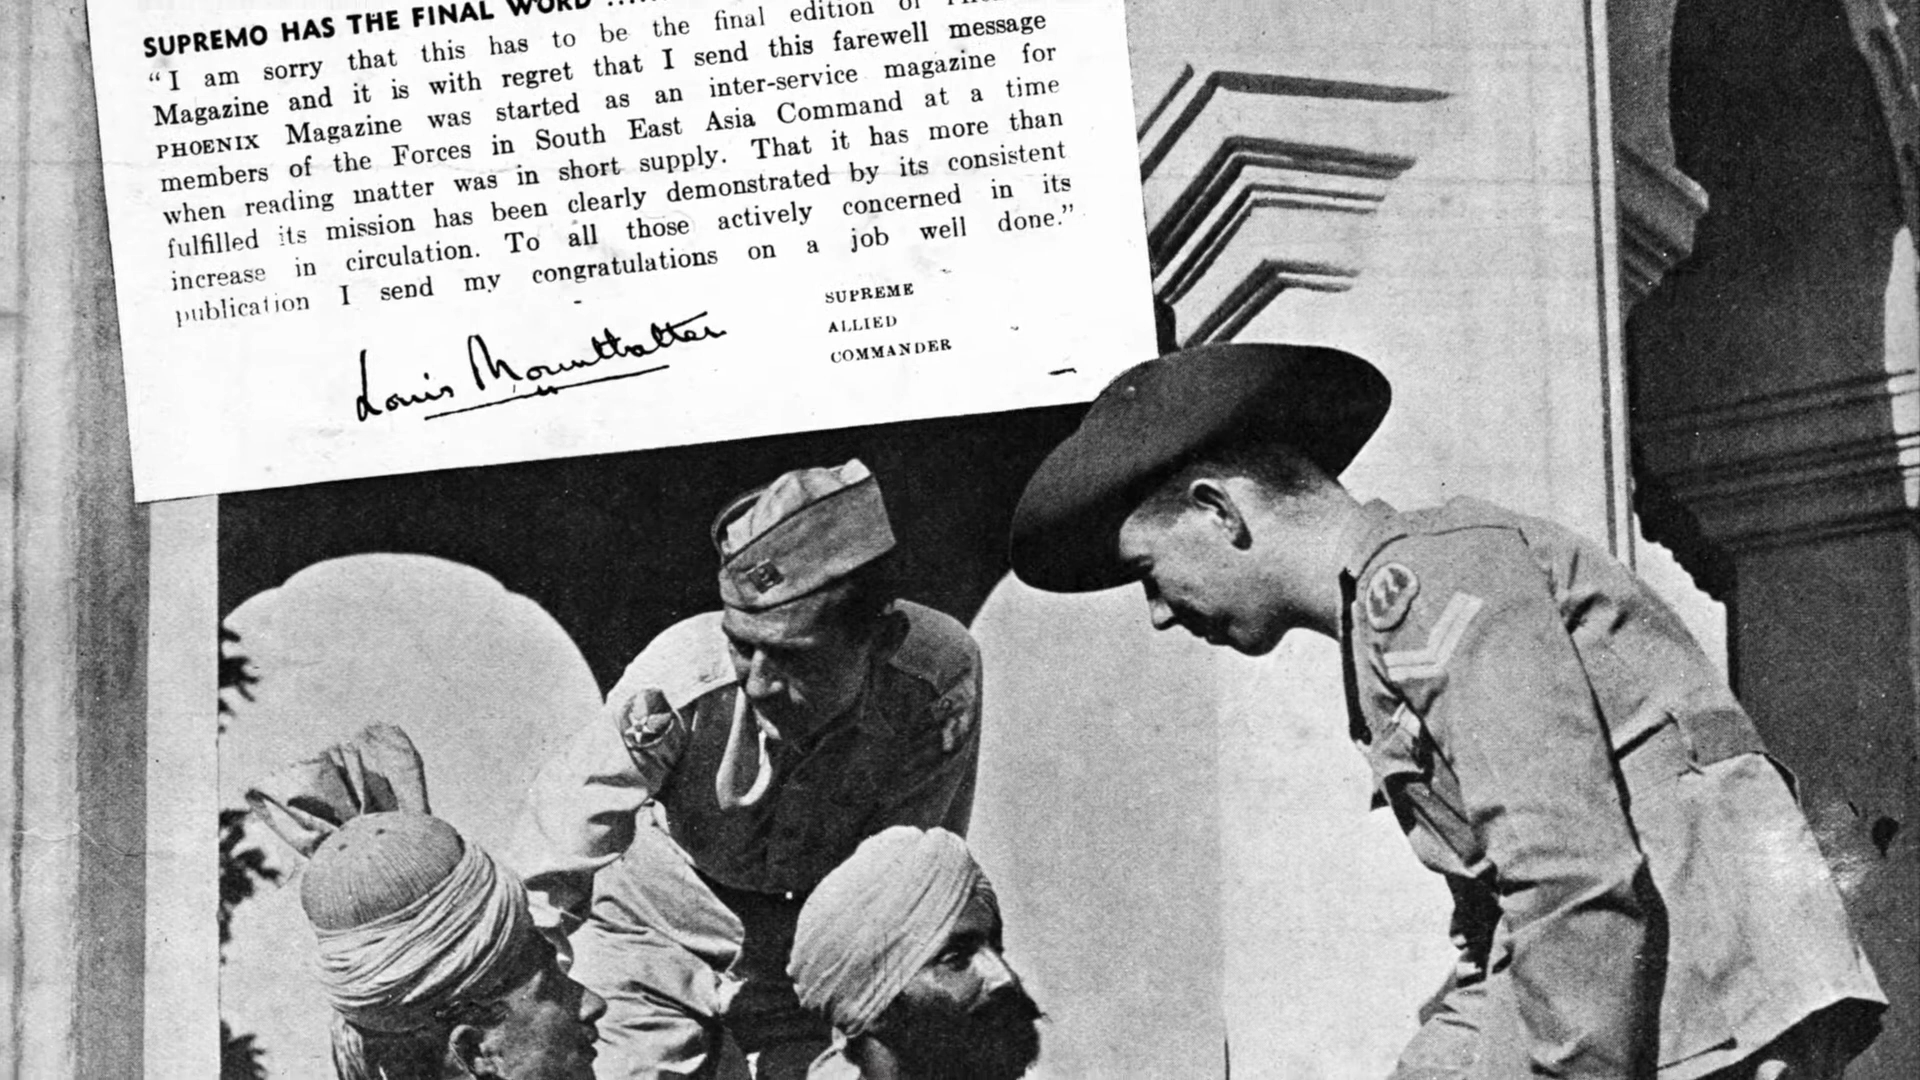 SUPREMO HAS THE FINAL WORD ......
"I am sorry that this has to be the final edition of
Magazine and it is with regret that I send this farewell message
PHOENIX Magazine was started as an inter-service magazine for
members of the Forces in South East Asia Command at a time
when reading matter was in short supply. That it has more than
fulfilled its mission has been clearly demonstrated by its consistent
increase in circulation. To all those actively concerned in its
publication I send my congratulations on a job well done."
Louis Mountbatten
SUPREME
ALLIED
COMMANDER